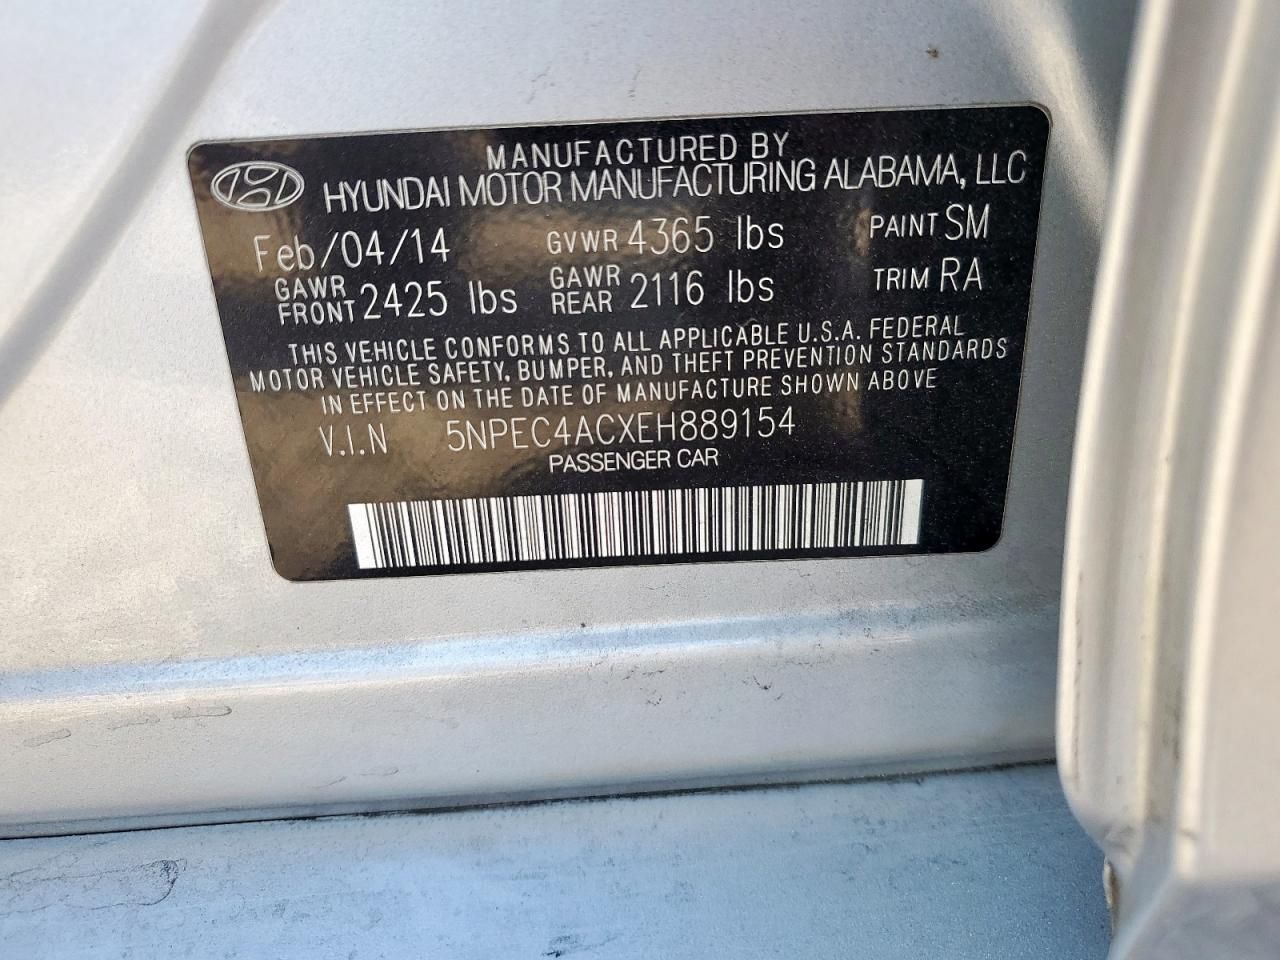 MANUFACTURED BY
HYUNDAI MOTOR MANUFACTURING ALABAMA, LLC
Feb/04/14 GVWR 4365 lbs PAINT SM
GAWR FRONT 2425 lbs GAWR REAR 2116 lbs TRIM RA
THIS VEHICLE CONFORMS TO ALL APPLICABLE U.S.A. FEDERAL
MOTOR VEHICLE SAFETY, BUMPER, AND THEFT PREVENTION STANDARDS
IN EFFECT ON THE DATE OF MANUFACTURE SHOWN ABOVE
V.I.N 5NPEC4ACXEH889154
PASSENGER CAR